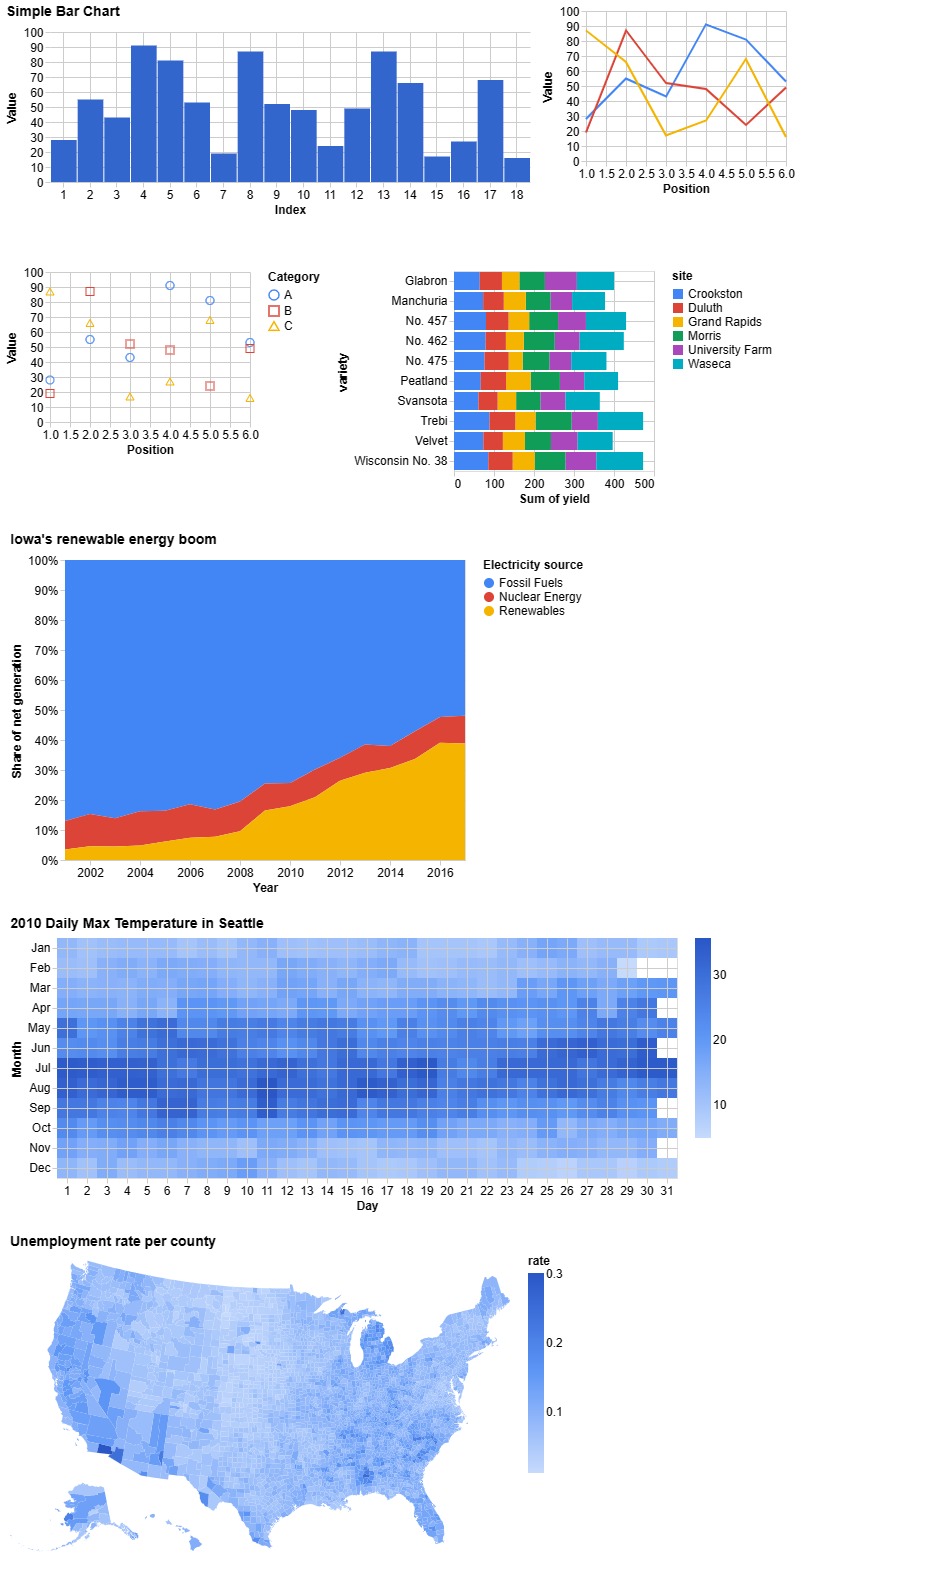 Simple Bar Chart
100
90
80
70
60
50
40
30
20
10
0
Value
1 2 3 4 5 6 7 8 9 10 11 12 13 14 15 16 17 18
Index
100
90
80
70
60
50
40
30
20
10
0
Value
1.0 1.5 2.0 2.5 3.0 3.5 4.0 4.5 5.0 5.5 6.0
Position
100
90
80
70
60
50
40
30
20
10
0
Value
1.0 1.5 2.0 2.5 3.0 3.5 4.0 4.5 5.0 5.5 6.0
Position
Category
A
B
C
variety
Glabron
Manchuria
No. 457
No. 462
No. 475
Peatland
Svansota
Trebi
Velvet
Wisconsin No. 38
0 100 200 300 400 500
Sum of yield
site
Crookston
Duluth
Grand Rapids
Morris
University Farm
Waseca
Iowa's renewable energy boom
100%
90%
80%
70%
60%
50%
40%
30%
20%
10%
0%
Share of net generation
2002 2004 2006 2008 2010 2012 2014 2016
Year
Electricity source
Fossil Fuels
Nuclear Energy
Renewables
2010 Daily Max Temperature in Seattle
Month
Jan
Feb
Mar
Apr
May
Jun
Jul
Aug
Sep
Oct
Nov
Dec
1 2 3 4 5 6 7 8 9 10 11 12 13 14 15 16 17 18 19 20 21 22 23 24 25 26 27 28 29 30 31
Day
30
20
10
Unemployment rate per county
rate
0.3
0.2
0.1